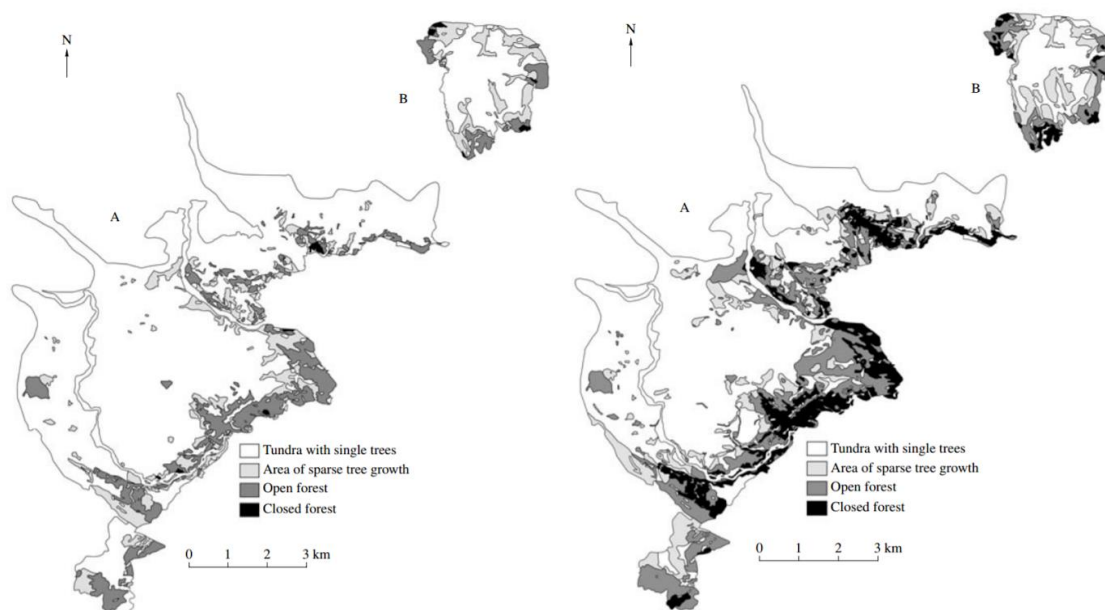 N
B
A
Tundra with single trees
Area of sparse tree growth
Open forest
Closed forest
0 1 2 3 km
N
B
A
Tundra with single trees
Area of sparse tree growth
Open forest
Closed forest
0 1 2 3 km